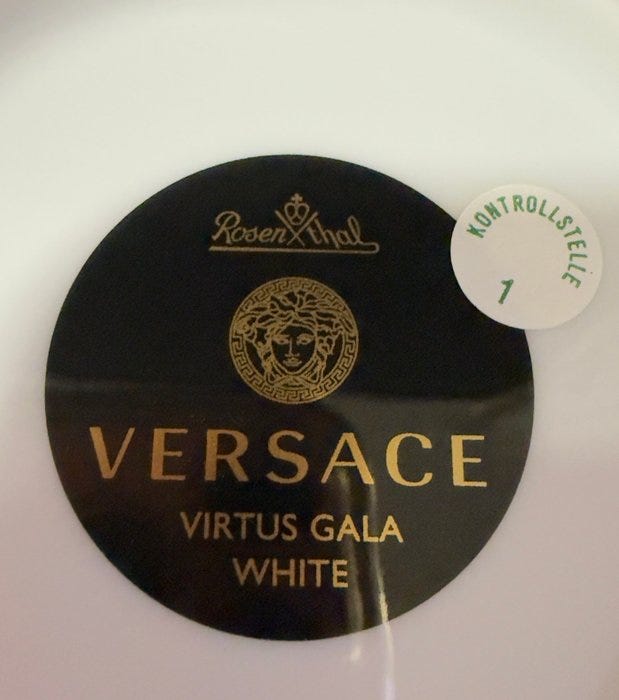 Rosenthal
VERSACE
VIRTUS GALA
WHITE
KONTROLLSTELLE
1